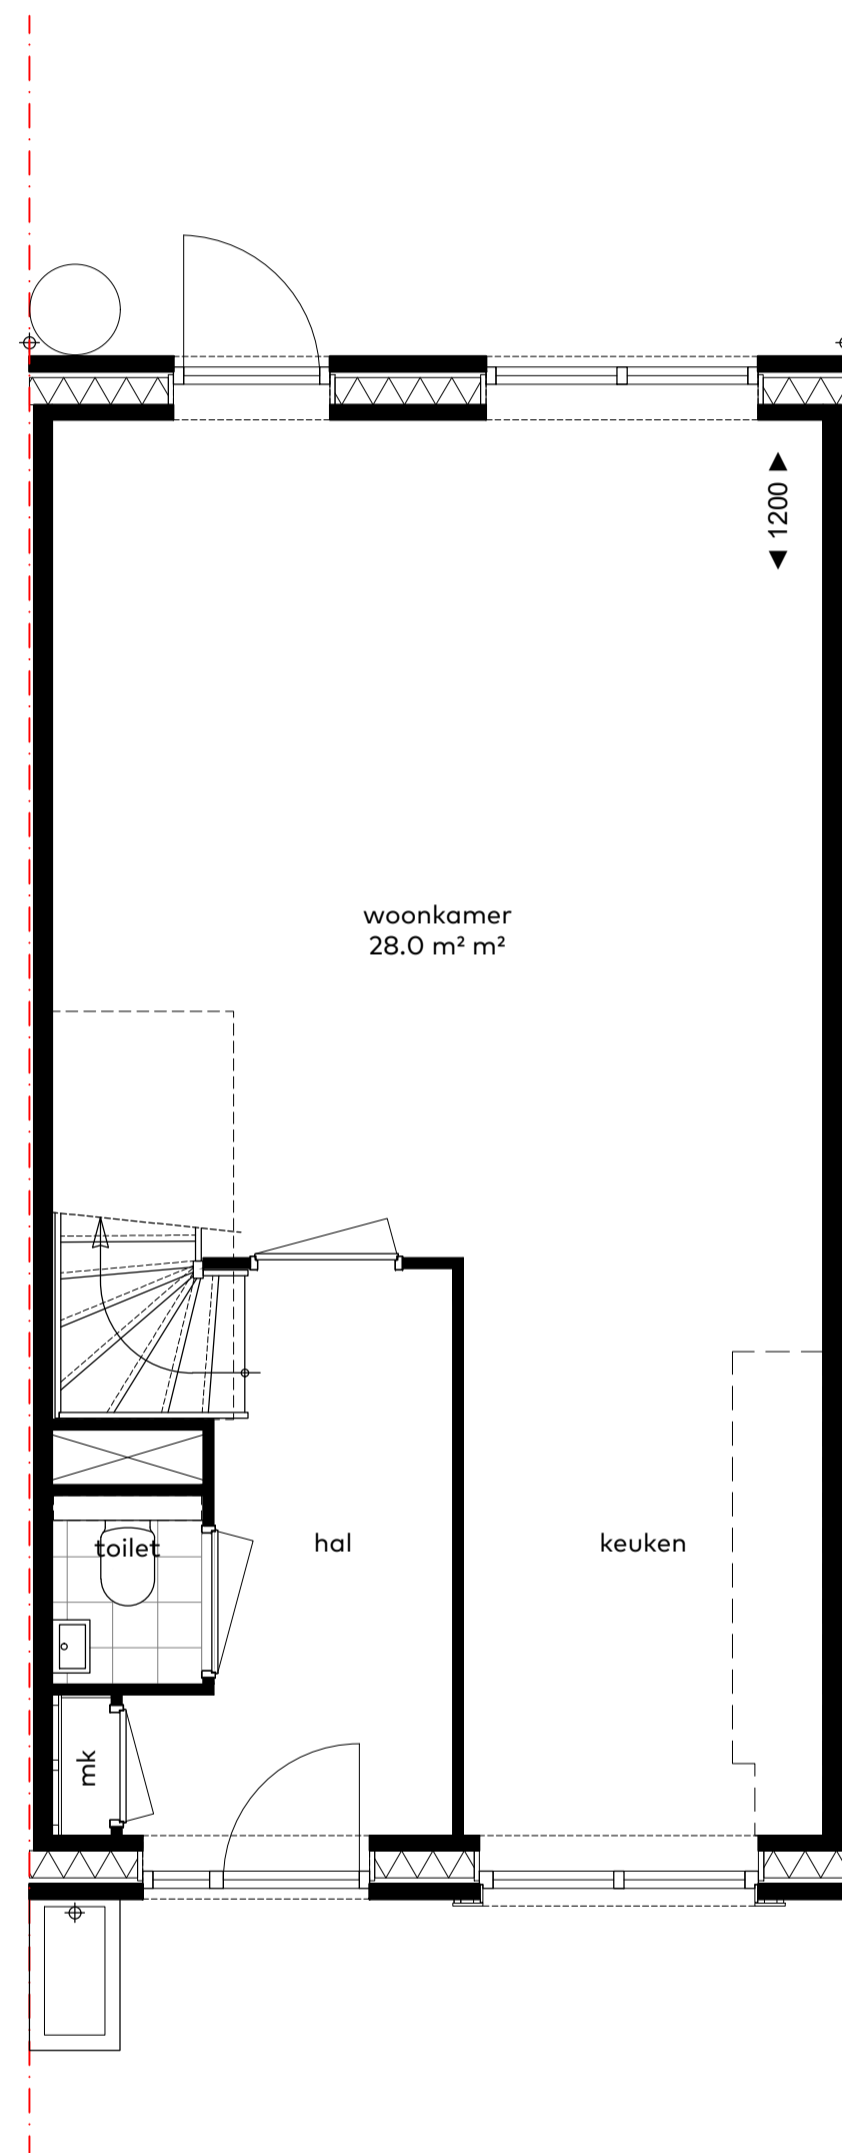 ◀ 1200 ▶
woonkamer
28.0 m² m²
toilet
hal
keuken
mk